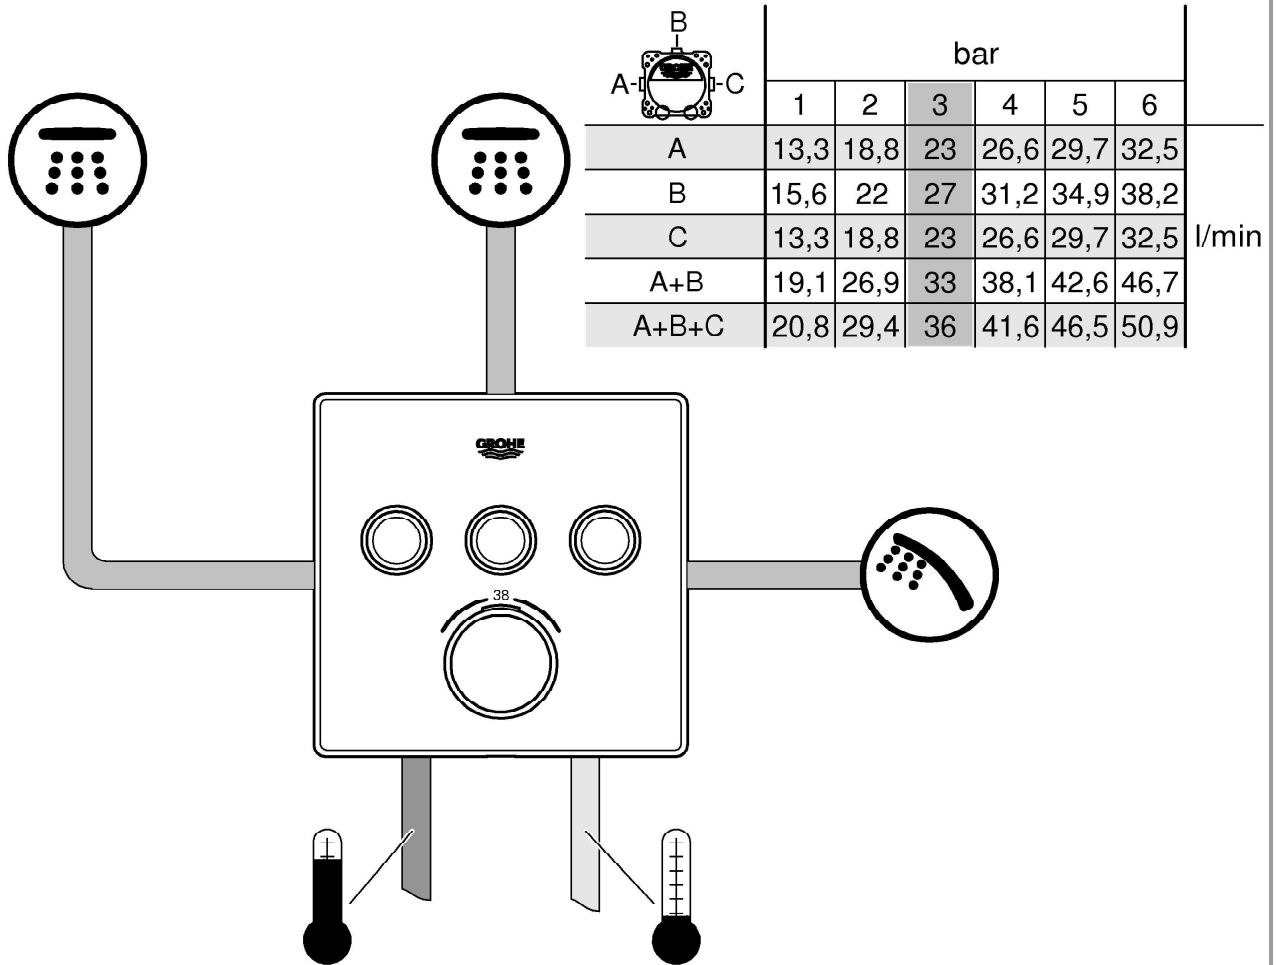 B
bar
A GROHE C
1 2 3 4 5 6
A 13,3 18,8 23 26,6 29,7 32,5
B 15,6 22 27 31,2 34,9 38,2
C 13,3 18,8 23 26,6 29,7 32,5 l/min
A+B 19,1 26,9 33 38,1 42,6 46,7
A+B+C 20,8 29,4 36 41,6 46,5 50,9
GROHE
38